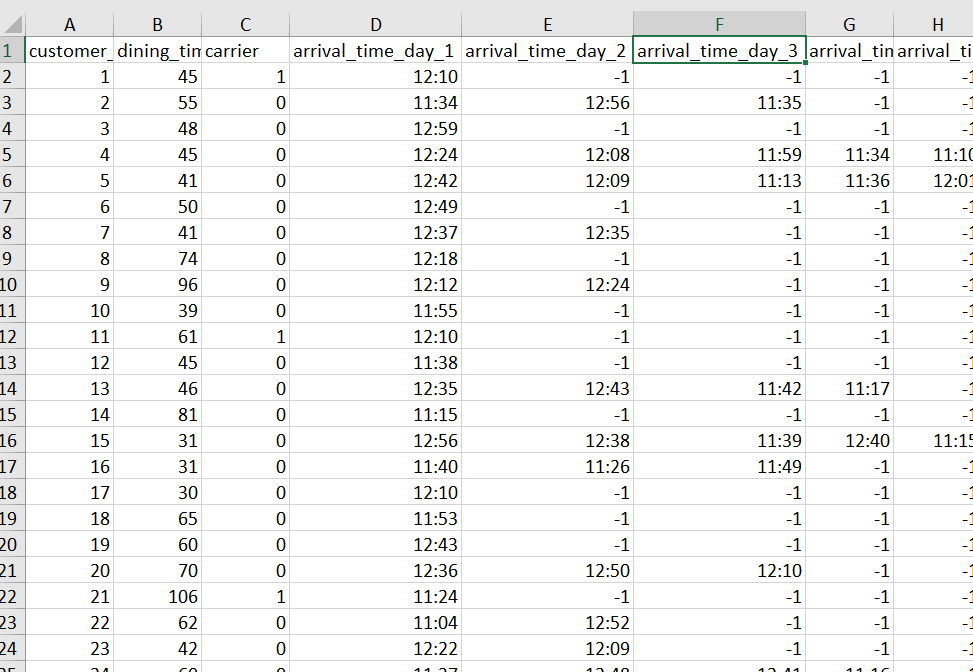 A B C D E F G H
1 customer_ dining_tim carrier arrival_time_day_1 arrival_time_day_2 arrival_time_day_3 arrival_tim arrival_ti
2 1 45 1 12:10 -1 -1 -1 -1
3 2 55 0 11:34 12:56 11:35 -1 -1
4 3 48 0 12:59 -1 -1 -1 -1
5 4 45 0 12:24 12:08 11:59 11:34 11:10
6 5 41 0 12:42 12:09 11:13 11:36 12:01
7 6 50 0 12:49 -1 -1 -1 -1
8 7 41 0 12:37 12:35 -1 -1 -1
9 8 74 0 12:18 -1 -1 -1 -1
10 9 96 0 12:12 12:24 -1 -1 -1
11 10 39 0 11:55 -1 -1 -1 -1
12 11 61 1 12:10 -1 -1 -1 -1
13 12 45 0 11:38 -1 -1 -1 -1
14 13 46 0 12:35 12:43 11:42 11:17 -1
15 14 81 0 11:15 -1 -1 -1 -1
16 15 31 0 12:56 12:38 11:39 12:40 11:15
17 16 31 0 11:40 11:26 11:49 -1 -1
18 17 30 0 12:10 -1 -1 -1 -1
19 18 65 0 11:53 -1 -1 -1 -1
20 19 60 0 12:43 -1 -1 -1 -1
21 20 70 0 12:36 12:50 12:10 -1 -1
22 21 106 1 11:24 -1 -1 -1 -1
23 22 62 0 11:04 12:52 -1 -1 -1
24 23 42 0 12:22 12:09 -1 -1 -1